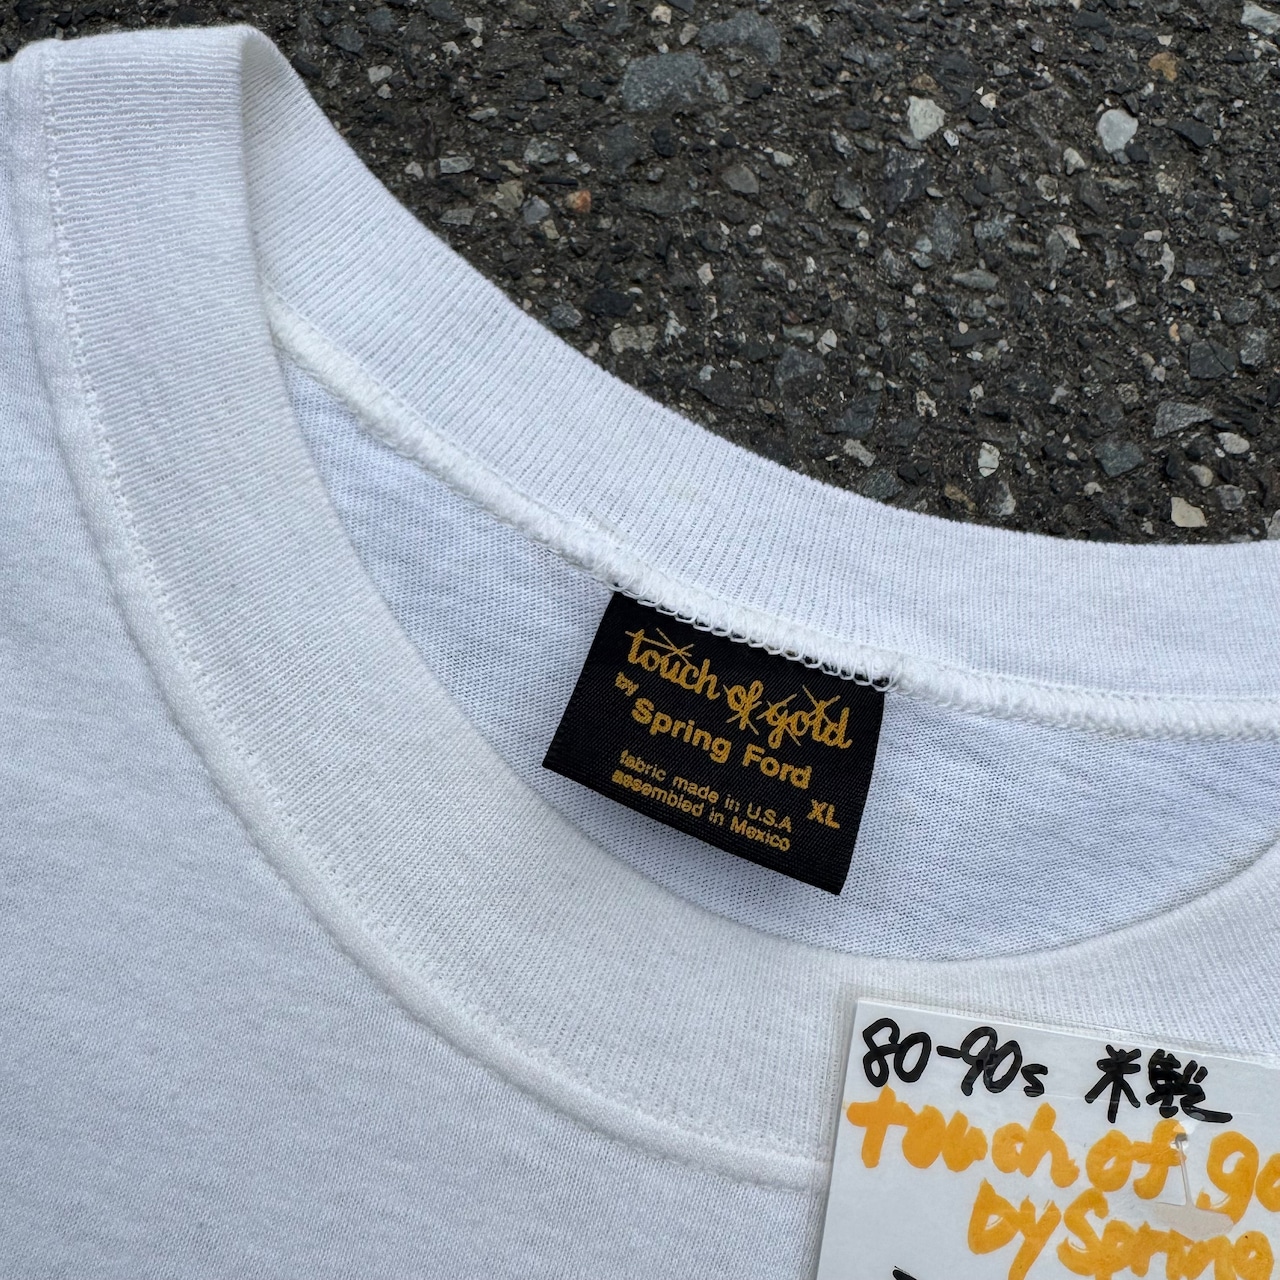 touch of gold
by
Spring Ford
fabric made in U.S.A
assembled in Mexico
XL
80-90s 米製
touch of go
by Spring